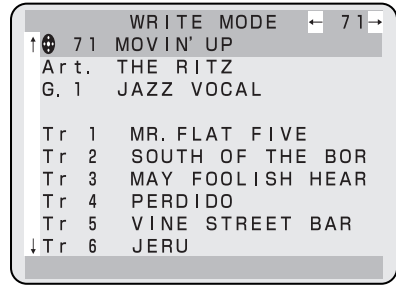 WRITE MODE ← 71→
↑ 71 MOVIN' UP
Art. THE RITZ
G. 1 JAZZ VOCAL
Tr 1 MR. FLAT FIVE
Tr 2 SOUTH OF THE BOR
Tr 3 MAY FOOLISH HEAR
Tr 4 PERDIDO
Tr 5 VINE STREET BAR
↓Tr 6 JERU